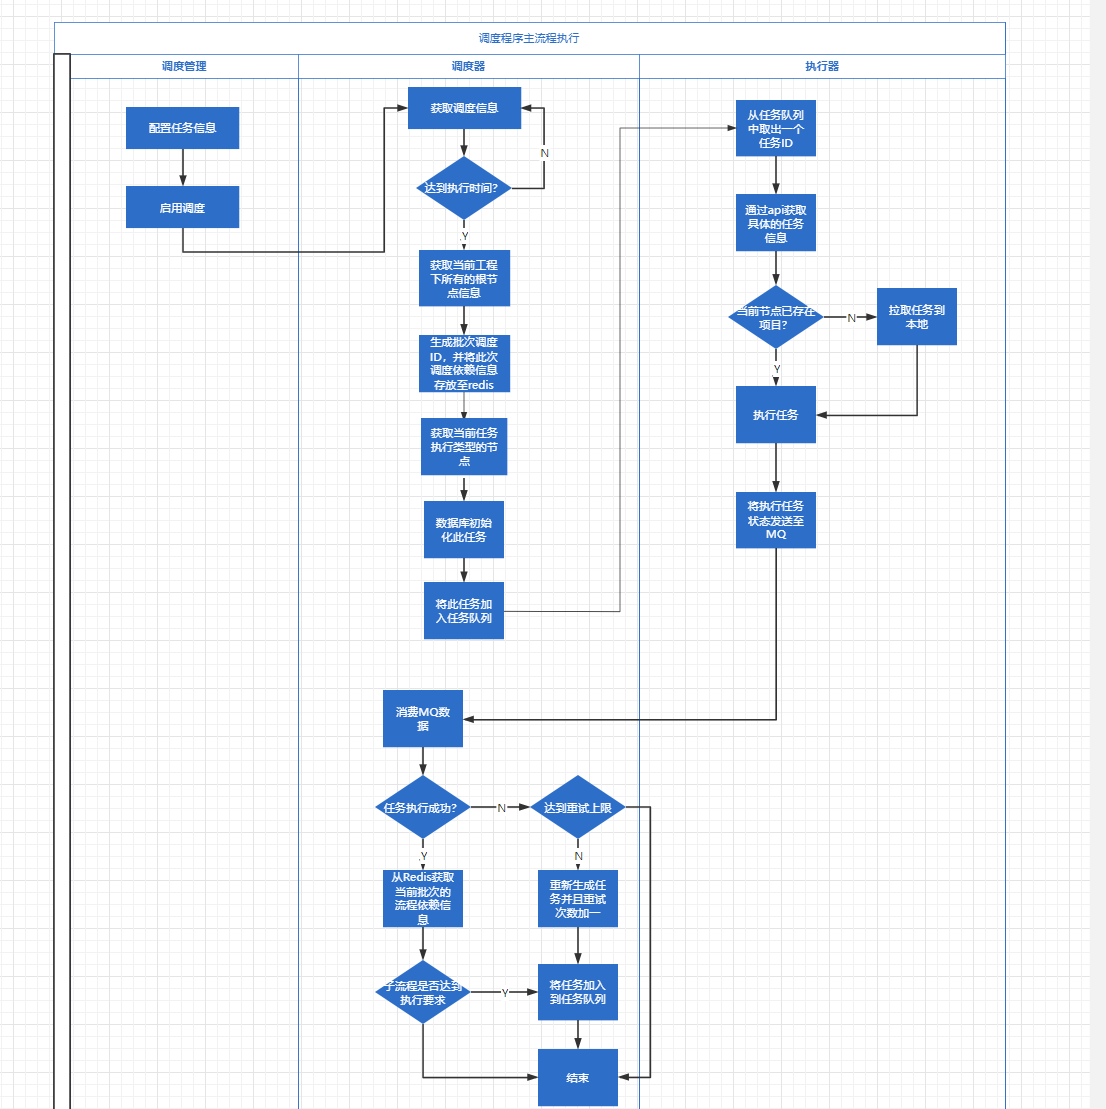 调度程序主流程执行
调度管理
调度器
执行器
配置任务信息
启用调度
获取调度信息
N
达到执行时间?
Y
获取当前工程
下所有的根节
点信息
生成批次调度
ID，并将此次
调度依赖信息
存放至redis
获取当前任务
执行类型的节
点
数据库初始
化此任务
将此任务加
入任务队列
从任务队列
中取出一个
任务ID
通过api获取
具体的任务
信息
当前节点已存在
项目?
N
拉取任务到
本地
Y
执行任务
将执行任务
状态发送至
MQ
消费MQ数
据
任务执行成功?
N
达到重试上限
Y
N
从Redis获取
当前批次的
流程依赖信
息
重新生成任
务并且重试
次数加一
子流程是否达到
执行要求
Y
将任务加入
到任务队列
结束